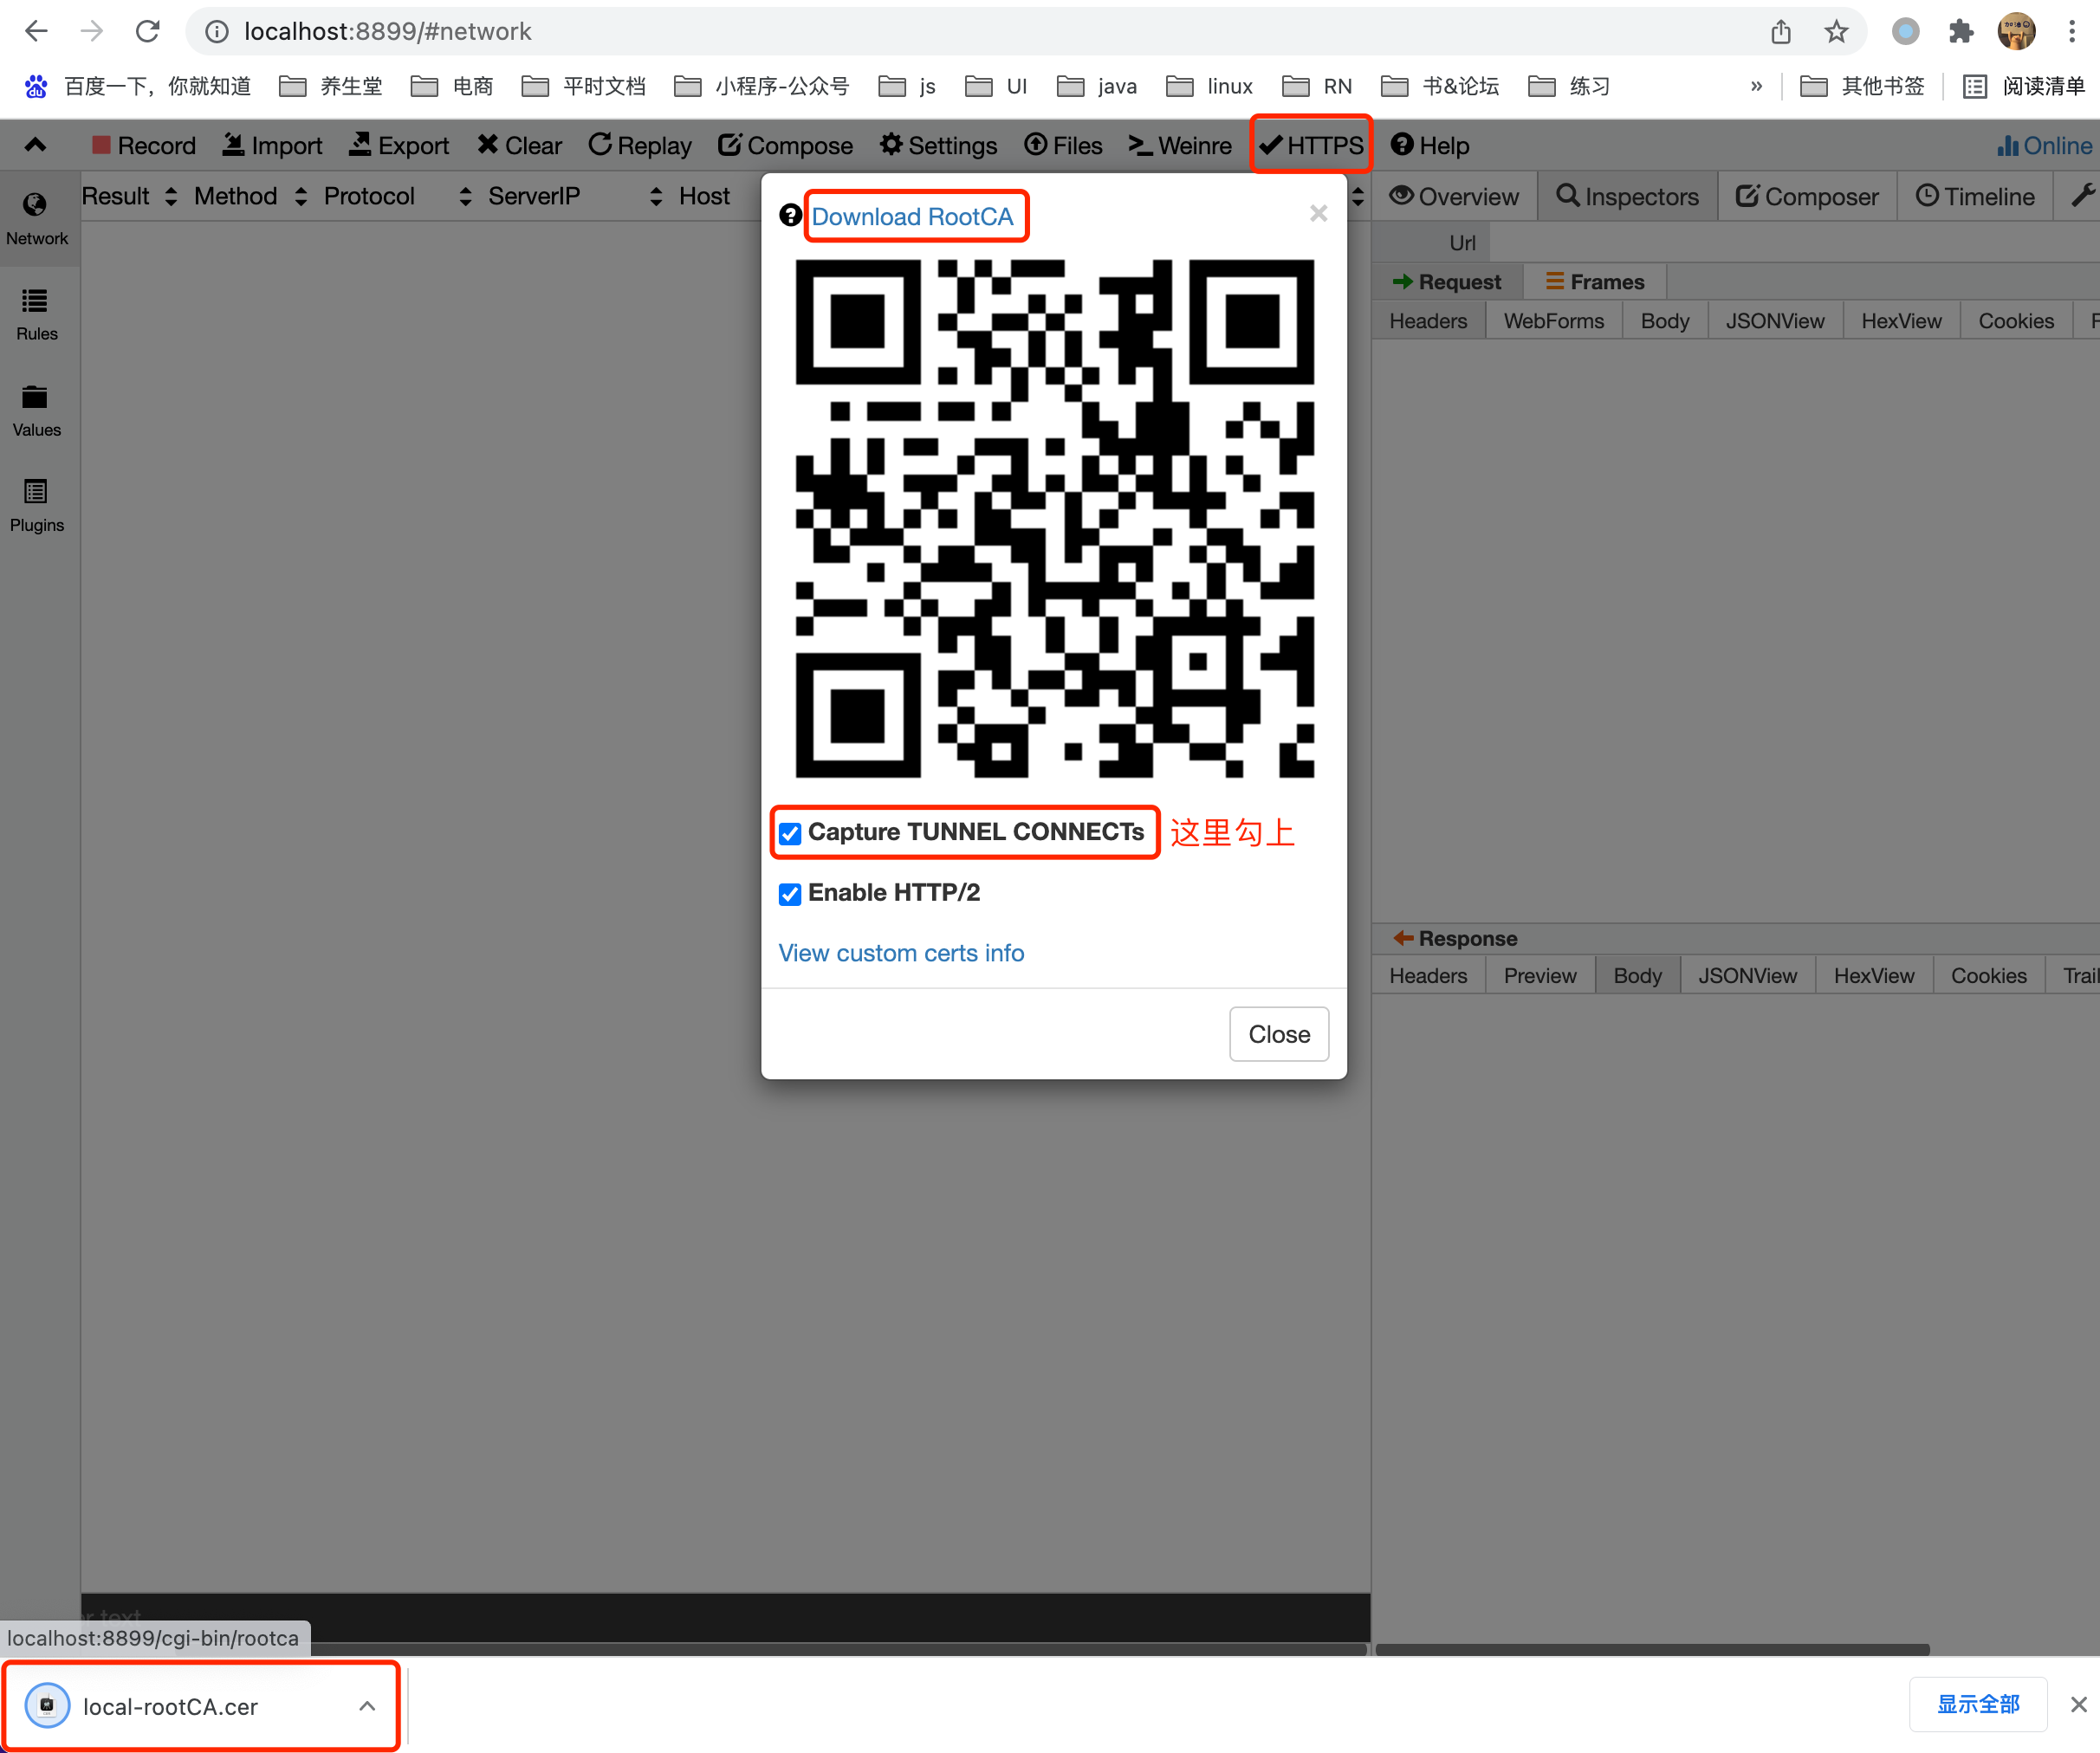 localhost:8899/#network
百度一下，你就知道 养生堂 电商 平时文档 小程序-公众号 js UI java linux RN 书&论坛 练习 » 其他书签 阅读清单
Record Import Export Clear Replay Compose Settings Files Weinre HTTPS Help Online
Result Method Protocol ServerIP Host
Overview Inspectors Composer Timeline
Network
Rules
Values
Plugins
Download RootCA
×
Url
Request Frames
Headers WebForms Body JSONView HexView Cookies
Capture TUNNEL CONNECTs 这里勾上
Enable HTTP/2
View custom certs info
Close
Response
Headers Preview Body JSONView HexView Cookies Trail
localhost:8899/cgi-bin/rootca
local-rootCA.cer
显示全部